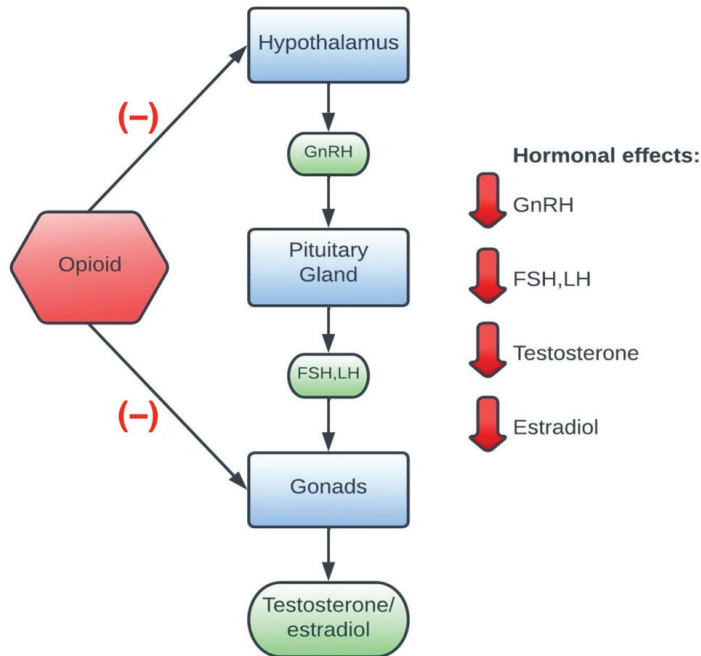 Hypothalamus
(–)
GnRH
Hormonal effects:
GnRH
Opioid
Pituitary
Gland
FSH,LH
FSH,LH
Testosterone
(–)
Estradiol
Gonads
Testosterone/
estradiol